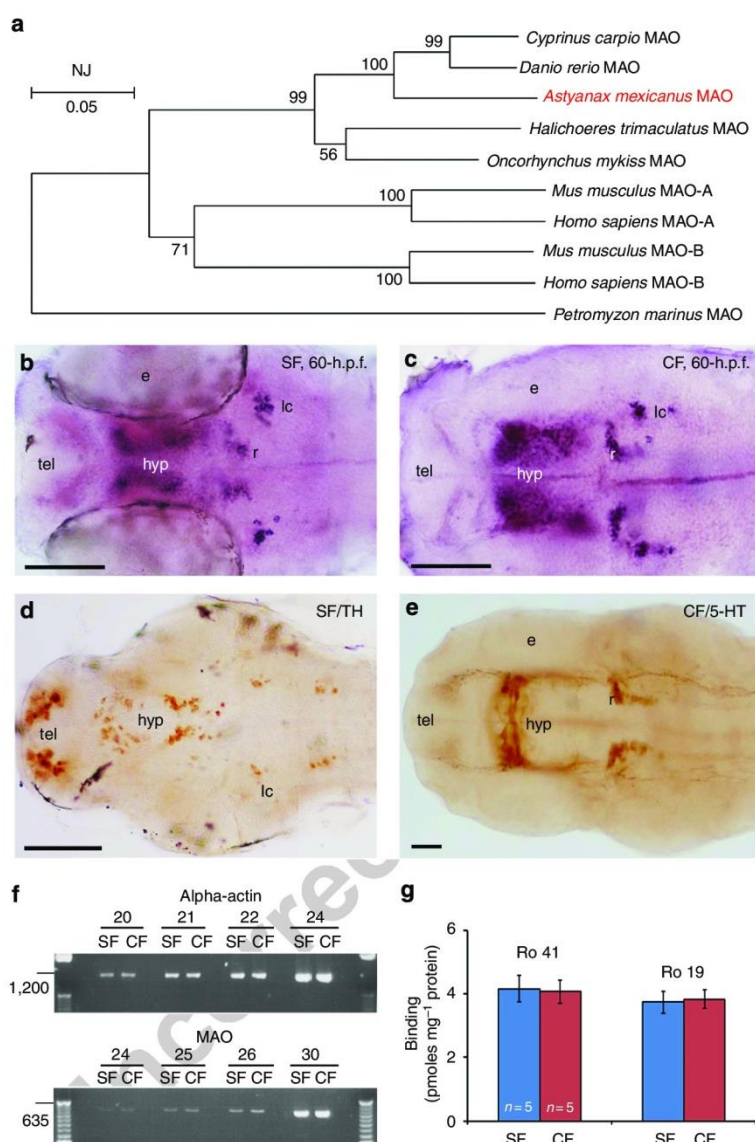 a
NJ
0.05
99
100
99
56
71
100
100
Cyprinus carpio MAO
Danio rerio MAO
Astyanax mexicanus MAO
Halichoeres trimaculatus MAO
Oncorhynchus mykiss MAO
Mus musculus MAO-A
Homo sapiens MAO-A
Mus musculus MAO-B
Homo sapiens MAO-B
Petromyzon marinus MAO
b
SF, 60-h.p.f.
e
lc
tel
hyp
r
c
CF, 60-h.p.f.
e
lc
tel
hyp
r
d
SF/TH
tel
hyp
lc
e
CF/5-HT
e
r
tel
hyp
f
Alpha-actin
20 21 22 24
SF CF SF CF SF CF SF CF
1,200
MAO
24 25 26 30
SF CF SF CF SF CF SF CF
635
g
Binding
(pmoles mg⁻¹ protein)
6
4
2
0
Ro 41
Ro 19
n = 5 n = 5
SF CF SF CF